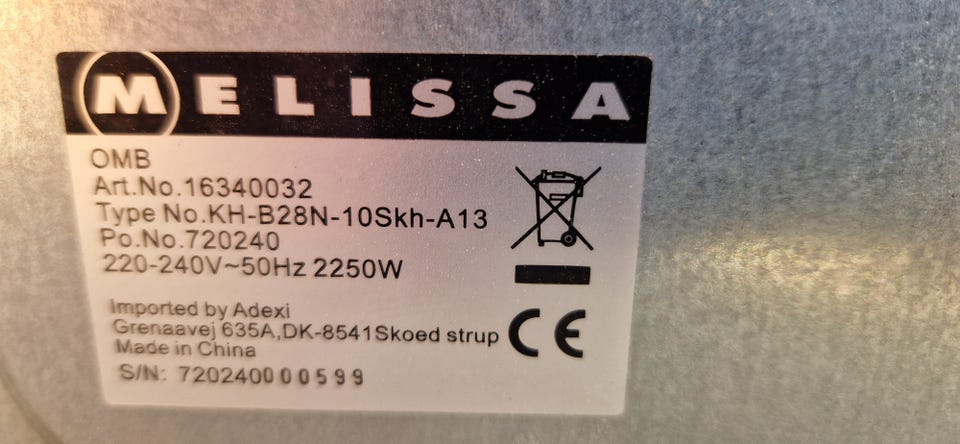 MELISSA
OMB
Art.No.16340032
Type No.KH-B28N-10Skh-A13
Po.No.720240
220-240V~50Hz 2250W
Imported by Adexi
Grenaavej 635A,DK-8541Skoed strup
Made in China
S/N: 720240000599
CE